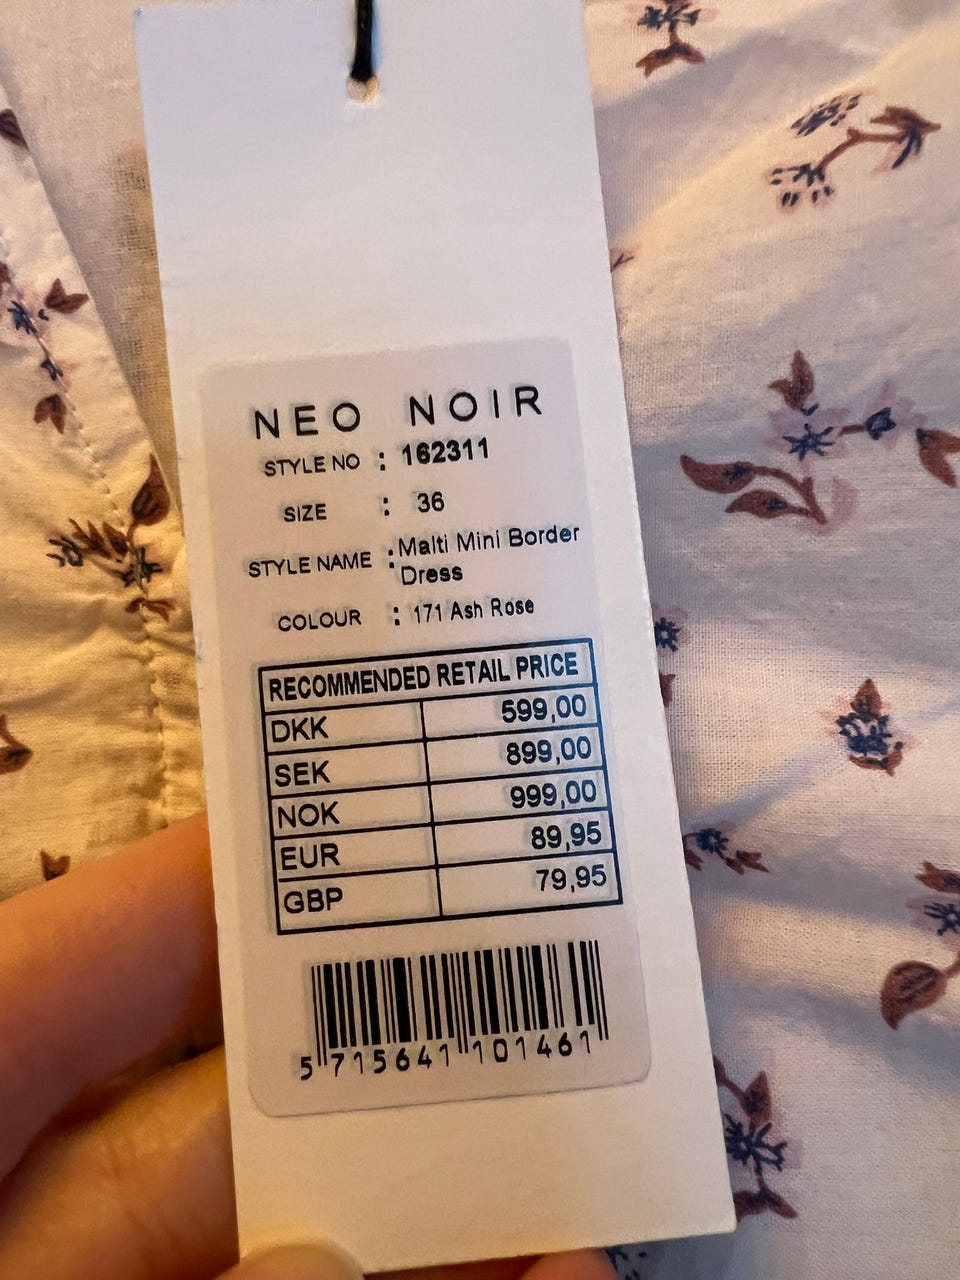 NEO NOIR
STYLE NO : 162311
SIZE : 36
STYLE NAME : Malti Mini Border
Dress
COLOUR : 171 Ash Rose
RECOMMENDED RETAIL PRICE
DKK 599,00
SEK 899,00
NOK 999,00
EUR 89,95
GBP 79,95
5 715641 101461